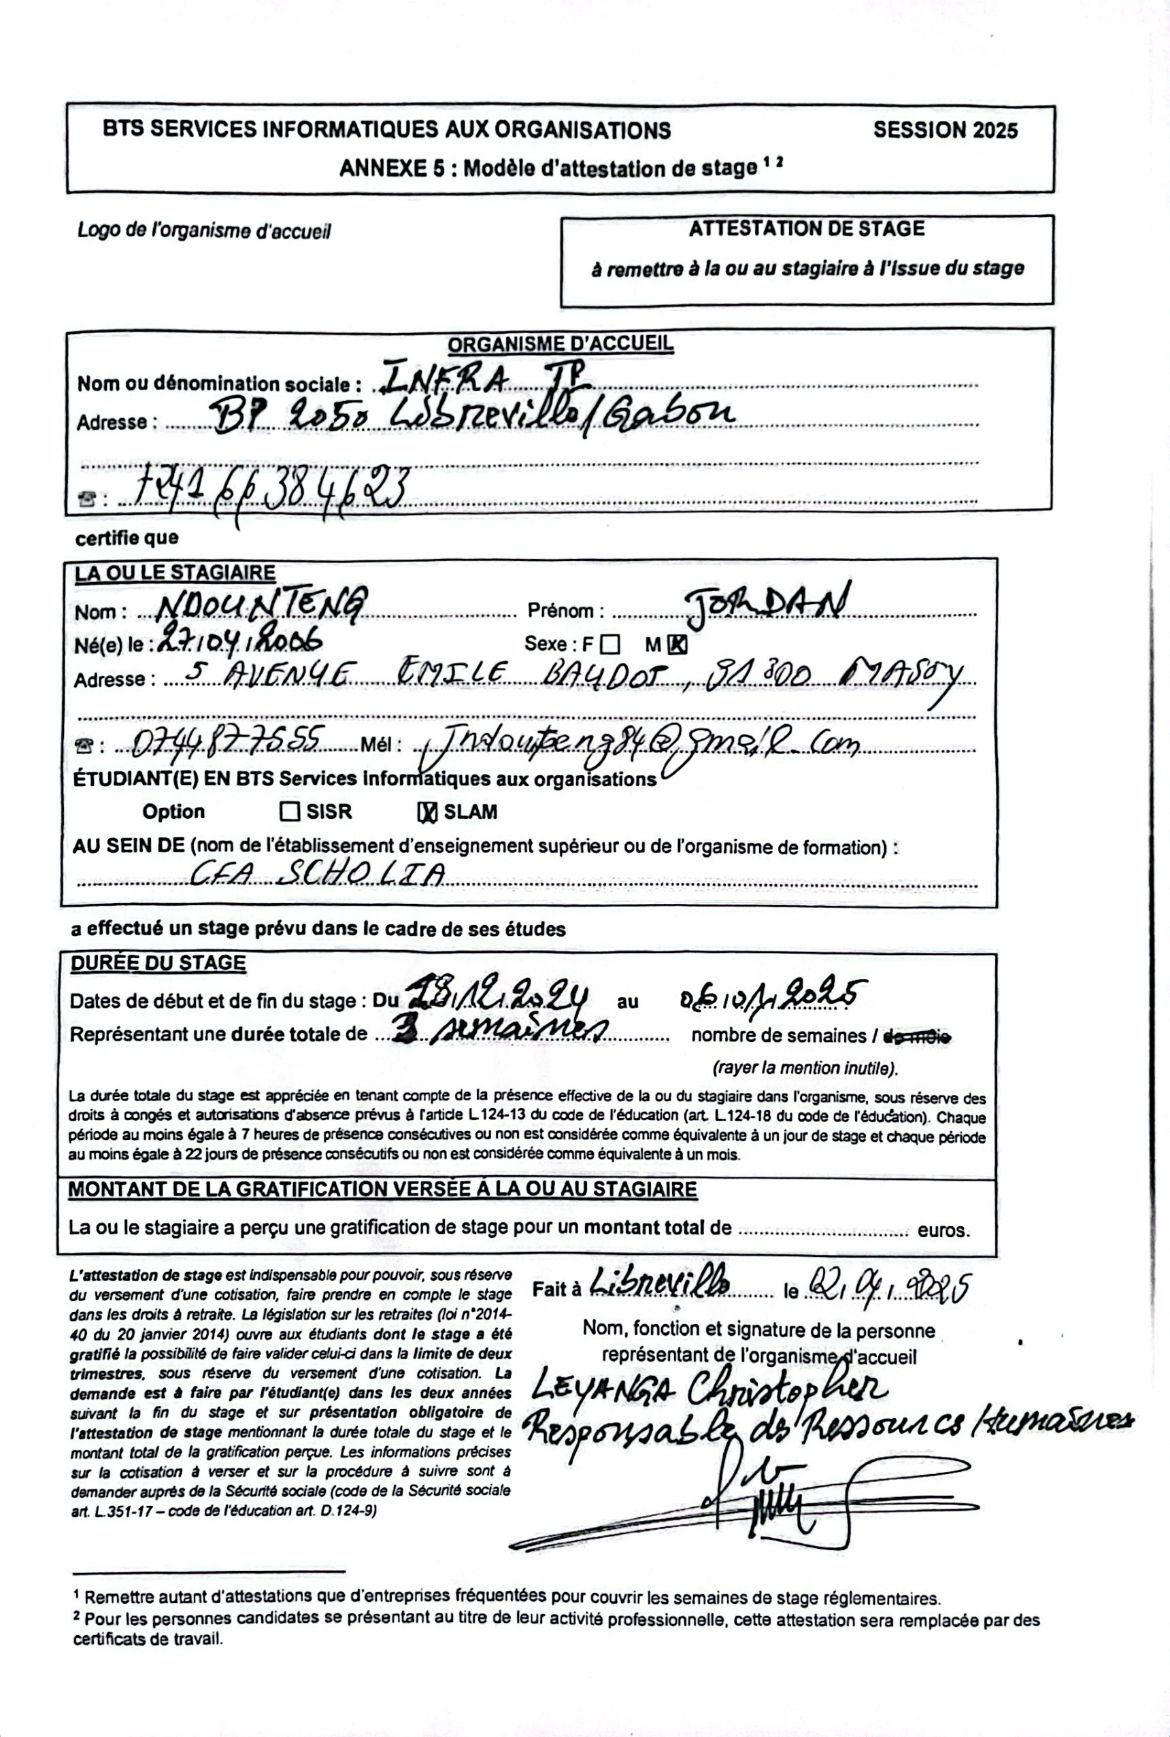 BTS SERVICES INFORMATIQUES AUX ORGANISATIONS SESSION 2025
ANNEXE 5 : Modèle d'attestation de stage ¹ ²
Logo de l'organisme d'accueil
ATTESTATION DE STAGE
à remettre à la ou au stagiaire à l'issue du stage
ORGANISME D'ACCUEIL
Nom ou dénomination sociale : INFRA TP
Adresse : BP 2050 Libreville/Gabon
☎ : +241 66 38 46 23
certifie que
LA OU LE STAGIAIRE
Nom : NDOUNTENG Prénom : JORDAN
Né(e) le : 27/04/2006 Sexe : F ☐ M ☒
Adresse : 5 AVENUE EMILE BAUDOT, 91300 MASSY
☎ : 0744877555 Mél : jndounteng84@gmail.com
ÉTUDIANT(E) EN BTS Services informatiques aux organisations
Option ☐ SISR ☒ SLAM
AU SEIN DE (nom de l'établissement d'enseignement supérieur ou de l'organisme de formation) :
CFA SCHOLIA
a effectué un stage prévu dans le cadre de ses études
DURÉE DU STAGE
Dates de début et de fin du stage : Du 12.2024 au 2025
Représentant une durée totale de 3 semaines nombre de semaines / de mois
(rayer la mention inutile).
La durée totale du stage est appréciée en tenant compte de la présence effective de la ou du stagiaire dans l'organisme, sous réserve des
droits à congés et autorisations d'absence prévus à l'article L.124-13 du code de l'éducation (art. L.124-18 du code de l'éducation). Chaque
période au moins égale à 7 heures de présence consécutives ou non est considérée comme équivalente à un jour de stage et chaque période
au moins égale à 22 jours de présence consécutifs ou non est considérée comme équivalente à un mois.
MONTANT DE LA GRATIFICATION VERSÉE À LA OU AU STAGIAIRE
La ou le stagiaire a perçu une gratification de stage pour un montant total de .................... euros.
L'attestation de stage est indispensable pour pouvoir, sous réserve
du versement d'une cotisation, faire prendre en compte le stage
dans les droits à retraite. La législation sur les retraites (loi n°2014-
40 du 20 janvier 2014) ouvre aux étudiants dont le stage a été
gratifié la possibilité de faire valider celui-ci dans la limite de deux
trimestres, sous réserve du versement d'une cotisation. La
demande est à faire par l'étudiant(e) dans les deux années
suivant la fin du stage et sur présentation obligatoire de
l'attestation de stage mentionnant la durée totale du stage et le
montant total de la gratification perçue. Les informations précises
sur la cotisation à verser et sur la procédure à suivre sont à
demander auprès de la Sécurité sociale (code de la Sécurité sociale
art. L.351-17 – code de l'éducation art. D.124-9)
Fait à Libreville le 02/04/2025
Nom, fonction et signature de la personne
représentant de l'organisme d'accueil
LEYANGA Christopher
Responsable des Ressources Humaines
¹ Remettre autant d'attestations que d'entreprises fréquentées pour couvrir les semaines de stage réglementaires.
² Pour les personnes candidates se présentant au titre de leur activité professionnelle, cette attestation sera remplacée par des
certificats de travail.